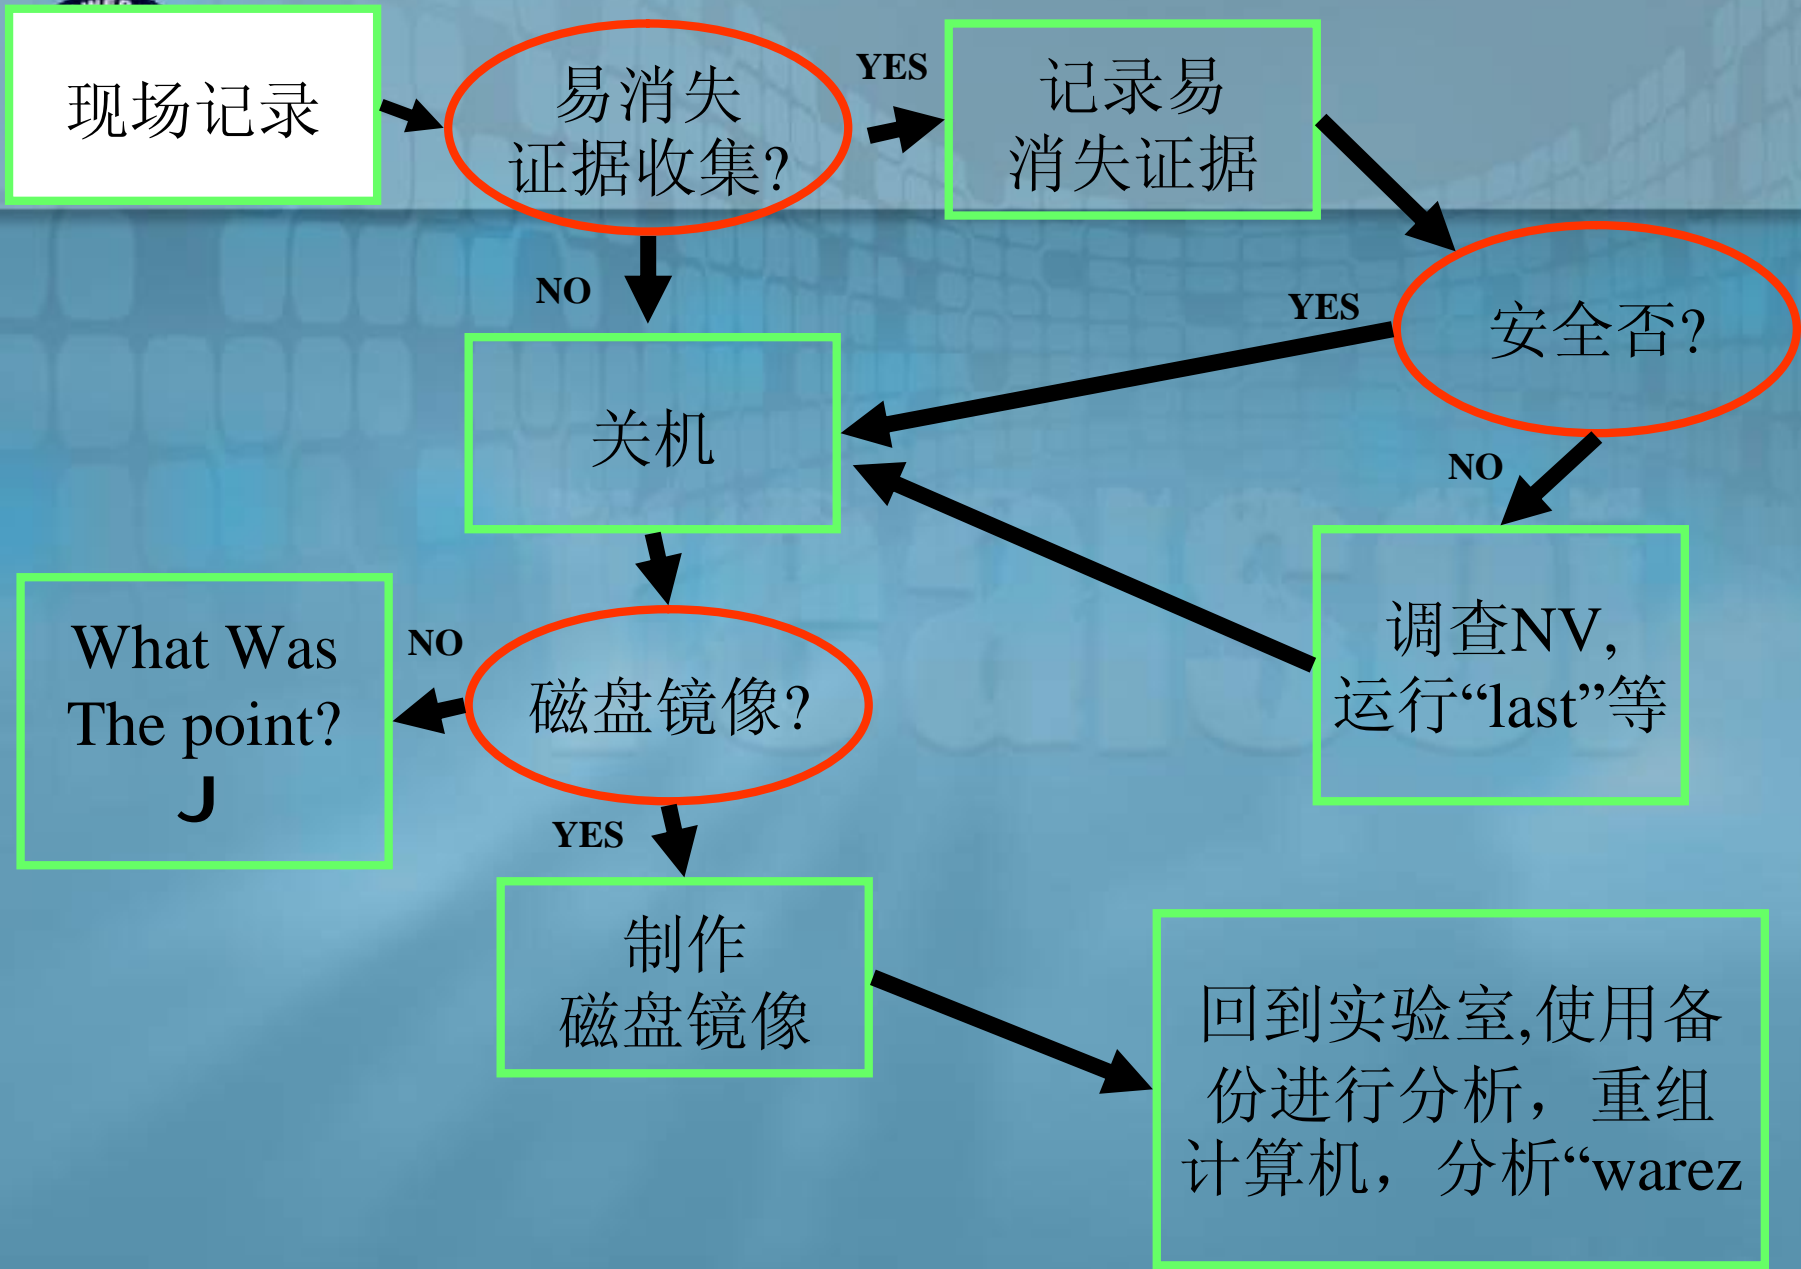 现场记录
易消失
证据收集?
YES
记录易
消失证据
NO
YES
安全否?
关机
NO
What Was
The point?
J
NO
磁盘镜像?
调查NV,
运行“last”等
YES
制作
磁盘镜像
回到实验室,使用备
份进行分析，重组
计算机，分析“warez